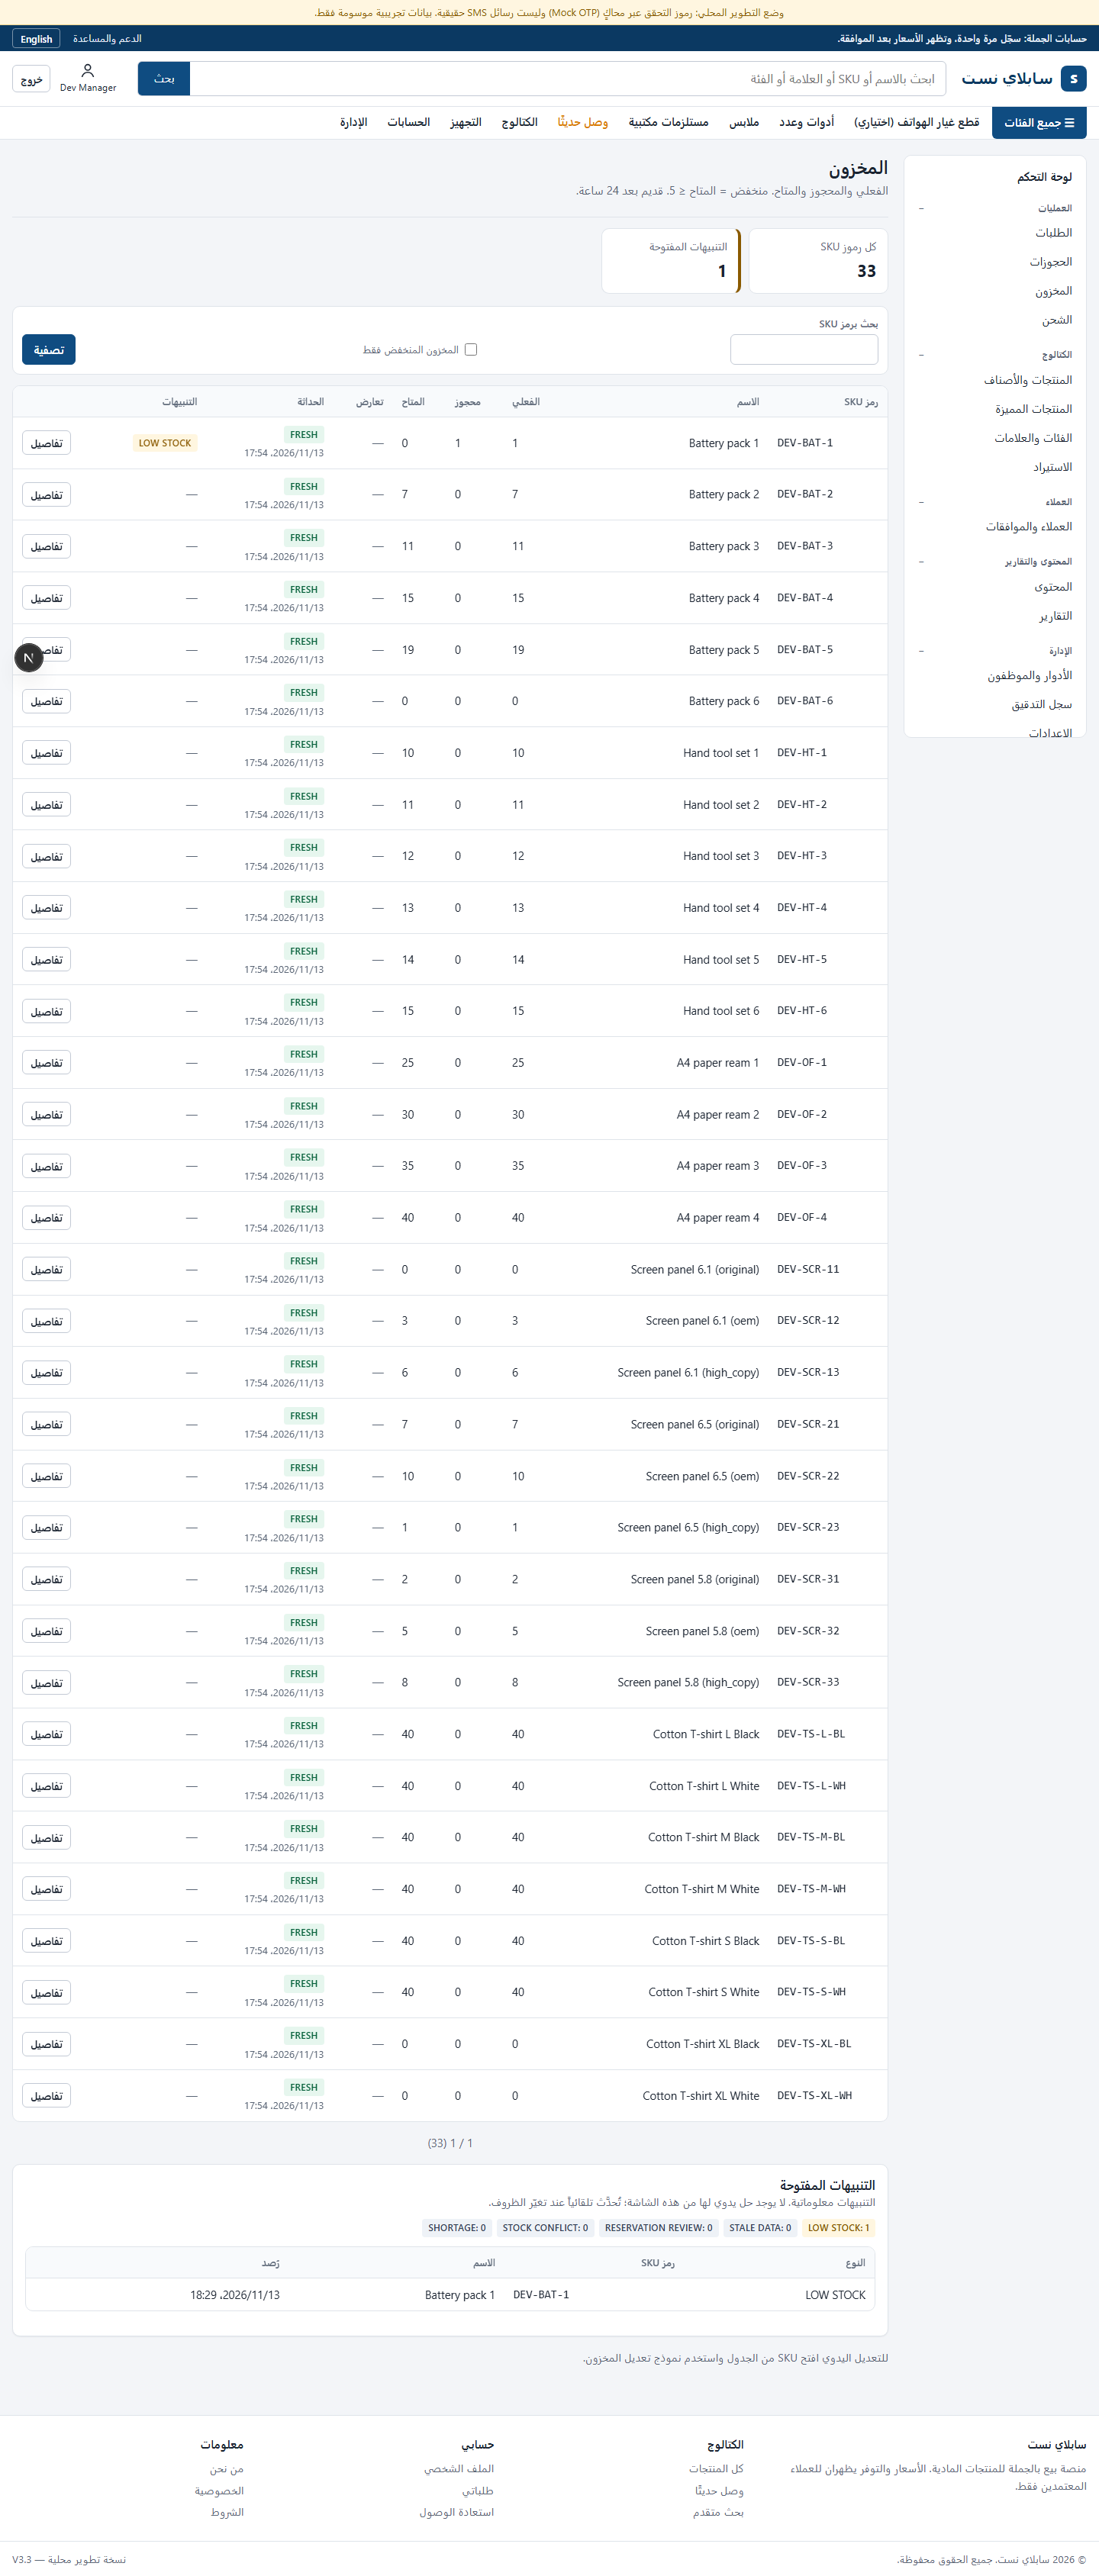 وضع التطوير المحلي: رموز التحقق عبر محاكٍ (Mock OTP) وليست رسائل SMS حقيقية. بيانات تجريبية موسومة فقط.
حسابات الجملة: سجّل مرة واحدة، وتظهر الأسعار بعد الموافقة. الدعم والمساعدة English
S سابلاي نست ابحث بالاسم أو SKU أو العلامة أو الفئة بحث Dev Manager خروج
☰ جميع الفئات قطع غيار الهواتف (اختياري) أدوات وعدد ملابس مستلزمات مكتبية وصل حديثًا الكتالوج التجهيز الحسابات الإدارة
لوحة التحكم
العمليات –
الطلبات
الحجوزات
المخزون
الشحن
الكتالوج –
المنتجات والأصناف
المنتجات المميزة
الفئات والعلامات
الاستيراد
العملاء –
العملاء والموافقات
المحتوى والتقارير –
المحتوى
التقارير
الإدارة –
الأدوار والموظفون
سجل التدقيق
الإعدادات
المخزون
الفعلي والمحجوز والمتاح. منخفض = المتاح ≤ 5. قديم بعد 24 ساعة.
كل رموز SKU
33
التنبيهات المفتوحة
1
بحث برمز SKU
المخزون المنخفض فقط تصفية
رمز SKU الاسم الفعلي محجوز المتاح تعارض الحداثة التنبيهات
DEV-BAT-1 Battery pack 1 1 1 0 — FRESH 2026/11/13، 17:54 LOW STOCK تفاصيل
DEV-BAT-2 Battery pack 2 7 0 7 — FRESH 2026/11/13، 17:54 — تفاصيل
DEV-BAT-3 Battery pack 3 11 0 11 — FRESH 2026/11/13، 17:54 — تفاصيل
DEV-BAT-4 Battery pack 4 15 0 15 — FRESH 2026/11/13، 17:54 — تفاصيل
DEV-BAT-5 Battery pack 5 19 0 19 — FRESH 2026/11/13، 17:54 — تفاص N
DEV-BAT-6 Battery pack 6 0 0 0 — FRESH 2026/11/13، 17:54 — تفاصيل
DEV-HT-1 Hand tool set 1 10 0 10 — FRESH 2026/11/13، 17:54 — تفاصيل
DEV-HT-2 Hand tool set 2 11 0 11 — FRESH 2026/11/13، 17:54 — تفاصيل
DEV-HT-3 Hand tool set 3 12 0 12 — FRESH 2026/11/13، 17:54 — تفاصيل
DEV-HT-4 Hand tool set 4 13 0 13 — FRESH 2026/11/13، 17:54 — تفاصيل
DEV-HT-5 Hand tool set 5 14 0 14 — FRESH 2026/11/13، 17:54 — تفاصيل
DEV-HT-6 Hand tool set 6 15 0 15 — FRESH 2026/11/13، 17:54 — تفاصيل
DEV-OF-1 A4 paper ream 1 25 0 25 — FRESH 2026/11/13، 17:54 — تفاصيل
DEV-OF-2 A4 paper ream 2 30 0 30 — FRESH 2026/11/13، 17:54 — تفاصيل
DEV-OF-3 A4 paper ream 3 35 0 35 — FRESH 2026/11/13، 17:54 — تفاصيل
DEV-OF-4 A4 paper ream 4 40 0 40 — FRESH 2026/11/13، 17:54 — تفاصيل
DEV-SCR-11 Screen panel 6.1 (original) 0 0 0 — FRESH 2026/11/13، 17:54 — تفاصيل
DEV-SCR-12 Screen panel 6.1 (oem) 3 0 3 — FRESH 2026/11/13، 17:54 — تفاصيل
DEV-SCR-13 Screen panel 6.1 (high_copy) 6 0 6 — FRESH 2026/11/13، 17:54 — تفاصيل
DEV-SCR-21 Screen panel 6.5 (original) 7 0 7 — FRESH 2026/11/13، 17:54 — تفاصيل
DEV-SCR-22 Screen panel 6.5 (oem) 10 0 10 — FRESH 2026/11/13، 17:54 — تفاصيل
DEV-SCR-23 Screen panel 6.5 (high_copy) 1 0 1 — FRESH 2026/11/13، 17:54 — تفاصيل
DEV-SCR-31 Screen panel 5.8 (original) 2 0 2 — FRESH 2026/11/13، 17:54 — تفاصيل
DEV-SCR-32 Screen panel 5.8 (oem) 5 0 5 — FRESH 2026/11/13، 17:54 — تفاصيل
DEV-SCR-33 Screen panel 5.8 (high_copy) 8 0 8 — FRESH 2026/11/13، 17:54 — تفاصيل
DEV-TS-L-BL Cotton T-shirt L Black 40 0 40 — FRESH 2026/11/13، 17:54 — تفاصيل
DEV-TS-L-WH Cotton T-shirt L White 40 0 40 — FRESH 2026/11/13، 17:54 — تفاصيل
DEV-TS-M-BL Cotton T-shirt M Black 40 0 40 — FRESH 2026/11/13، 17:54 — تفاصيل
DEV-TS-M-WH Cotton T-shirt M White 40 0 40 — FRESH 2026/11/13، 17:54 — تفاصيل
DEV-TS-S-BL Cotton T-shirt S Black 40 0 40 — FRESH 2026/11/13، 17:54 — تفاصيل
DEV-TS-S-WH Cotton T-shirt S White 40 0 40 — FRESH 2026/11/13، 17:54 — تفاصيل
DEV-TS-XL-BL Cotton T-shirt XL Black 0 0 0 — FRESH 2026/11/13، 17:54 — تفاصيل
DEV-TS-XL-WH Cotton T-shirt XL White 0 0 0 — FRESH 2026/11/13، 17:54 — تفاصيل
1 / 1 (33)
التنبيهات المفتوحة
التنبيهات معلوماتية. لا يوجد حل يدوي لها من هذه الشاشة؛ تُحدَّث تلقائياً عند تغيّر الظروف.
LOW STOCK: 1 STALE DATA: 0 RESERVATION REVIEW: 0 STOCK CONFLICT: 0 SHORTAGE: 0
النوع رمز SKU الاسم رُصد
LOW STOCK DEV-BAT-1 Battery pack 1 2026/11/13، 18:29
للتعديل اليدوي افتح SKU من الجدول واستخدم نموذج تعديل المخزون.
سابلاي نست
منصة بيع بالجملة للمنتجات المادية. الأسعار والتوفر يظهران للعملاء
المعتمدين فقط.
الكتالوج
كل المنتجات
وصل حديثًا
بحث متقدم
حسابي
الملف الشخصي
طلباتي
استعادة الوصول
معلومات
من نحن
الخصوصية
الشروط
© 2026 سابلاي نست. جميع الحقوق محفوظة. نسخة تطوير محلية — V3.3